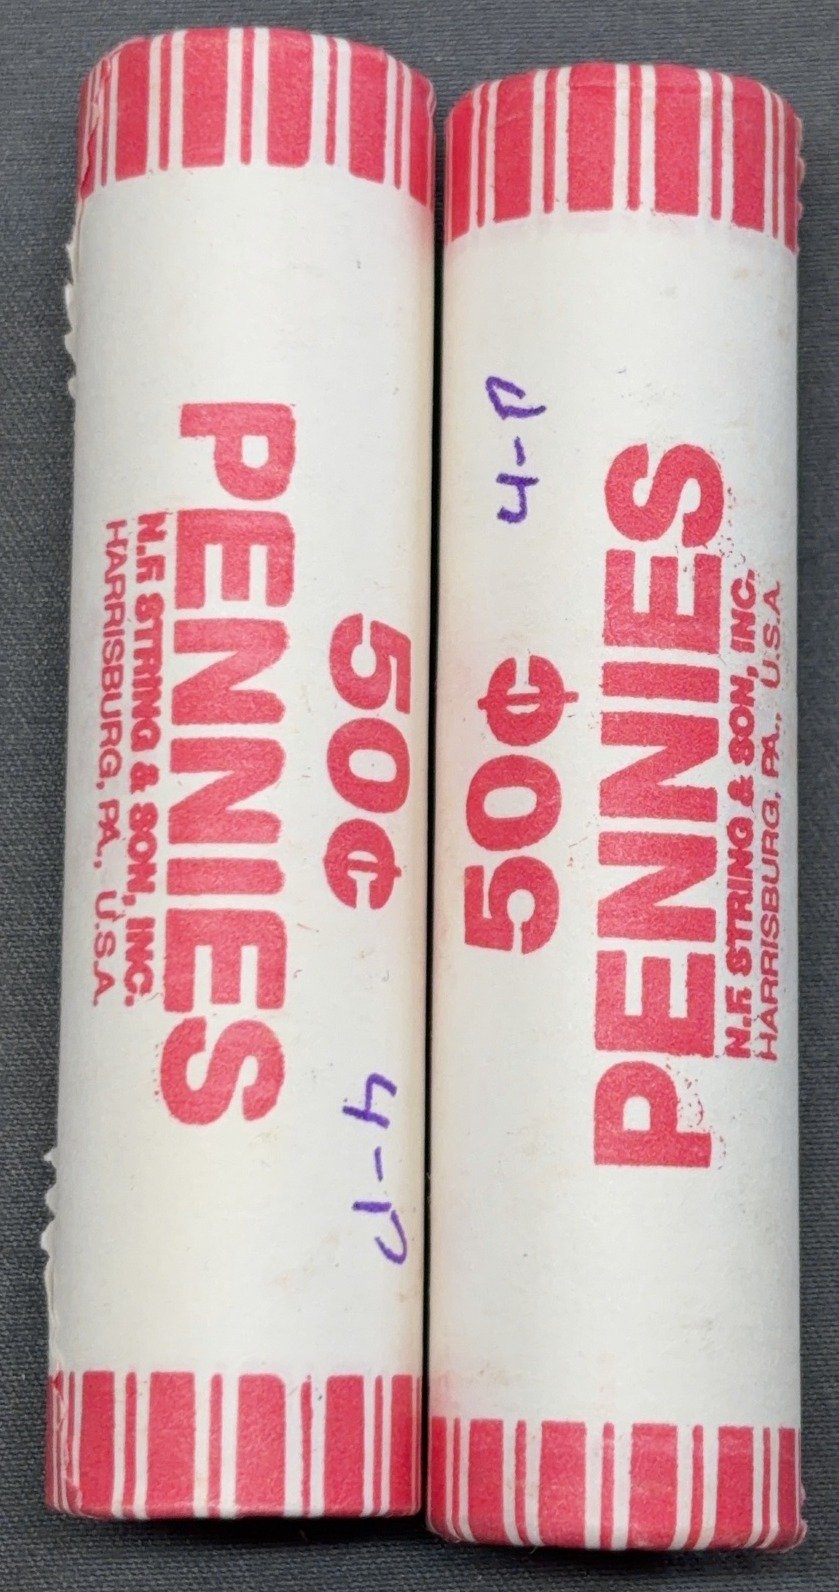 50¢ 4-P
PENNIES
N.F. STRING & SON, INC.
HARRISBURG, PA., U.S.A.
50¢ 4-P
PENNIES
N.F. STRING & SON, INC.
HARRISBURG, PA., U.S.A.